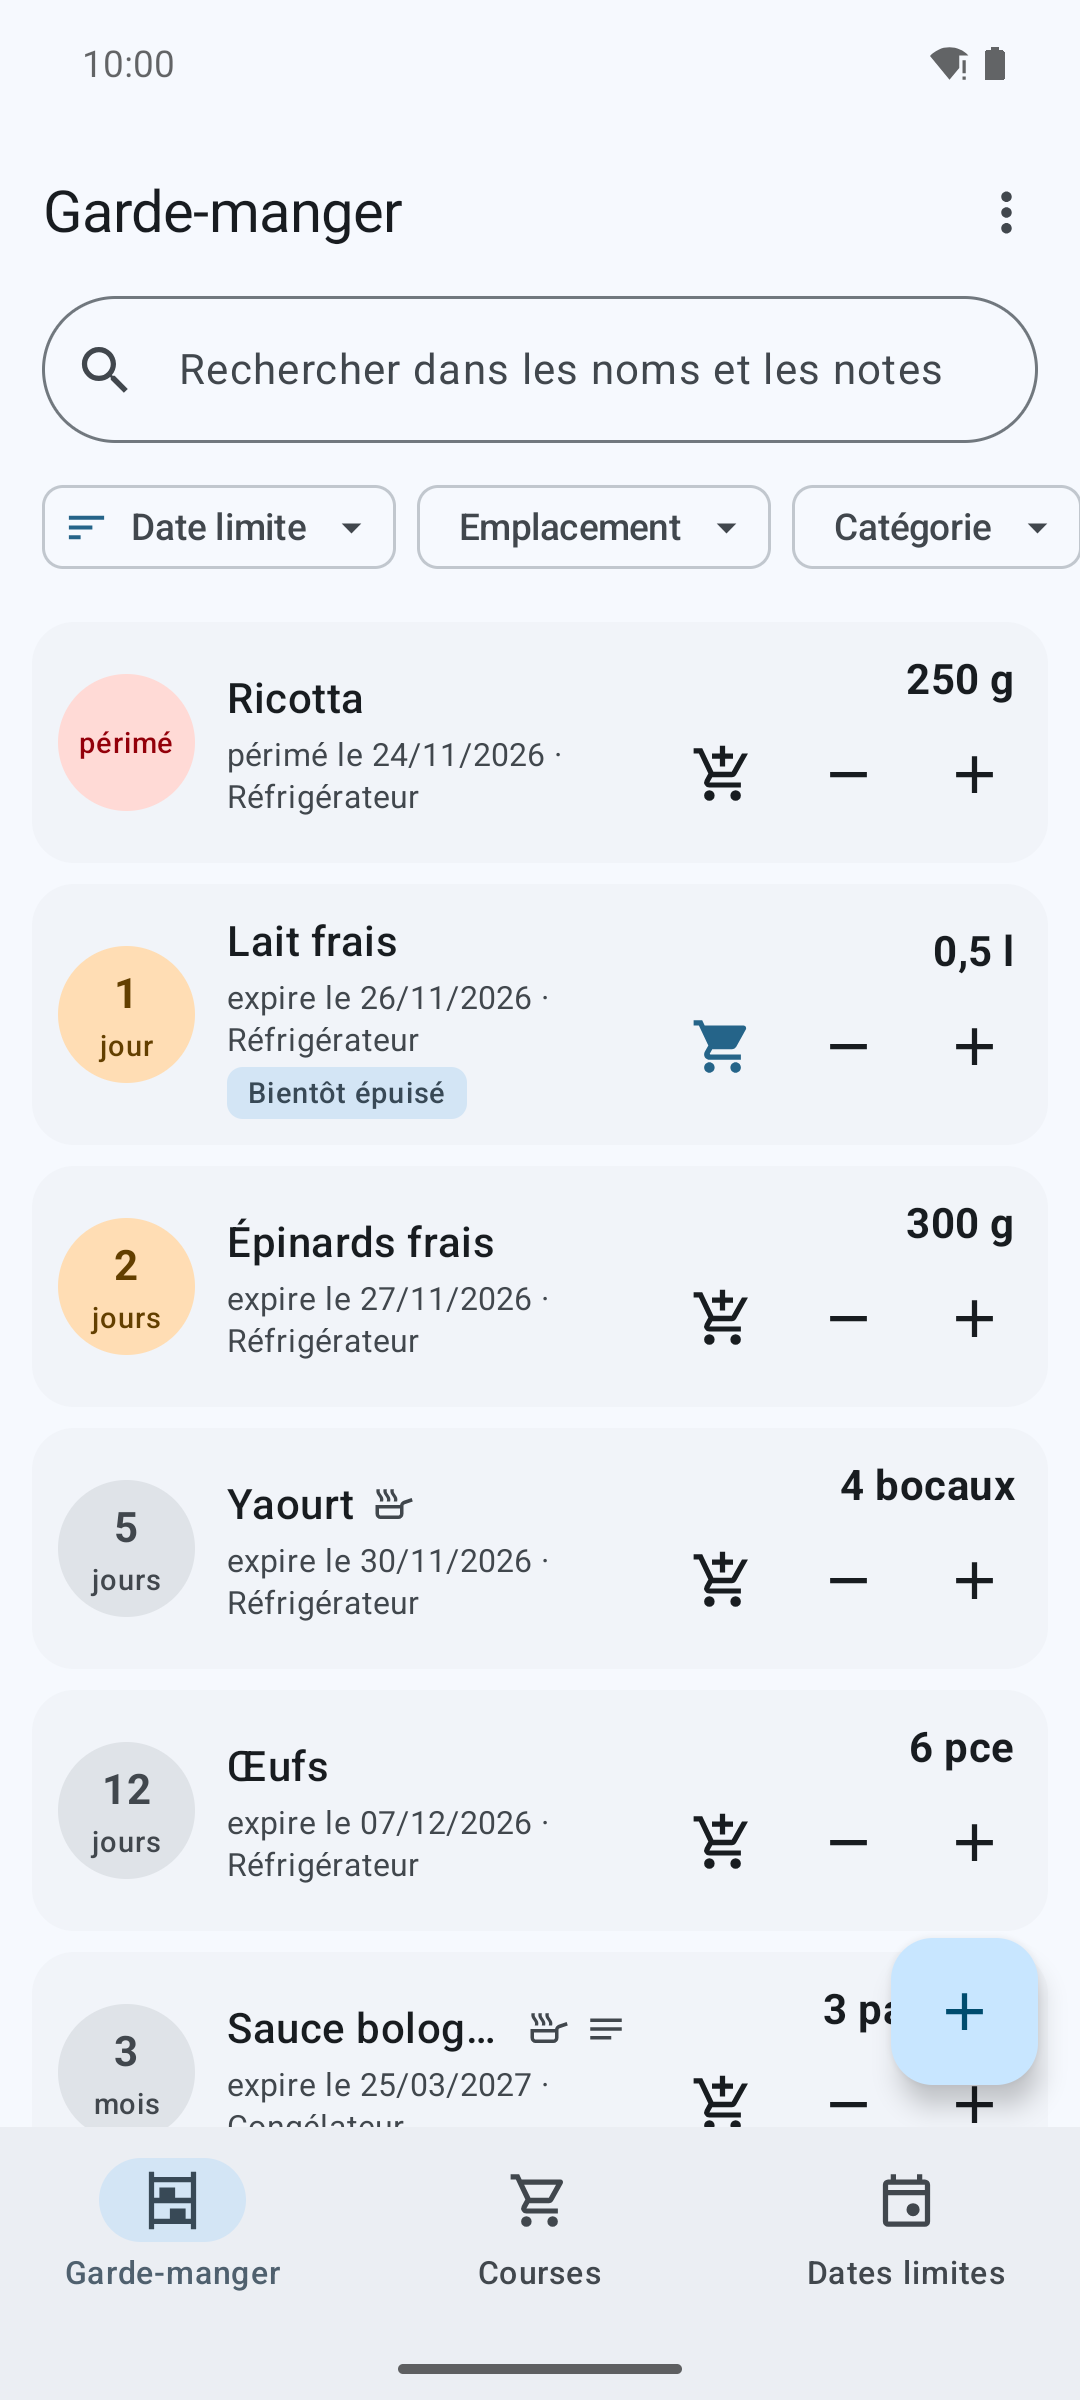 10:00
Garde-manger
Rechercher dans les noms et les notes
Date limite
Emplacement
Catégorie
périmé
Ricotta
périmé le 24/11/2026 ·
Réfrigérateur
250 g
1
jour
Lait frais
expire le 26/11/2026 ·
Réfrigérateur
Bientôt épuisé
0,5 l
2
jours
Épinards frais
expire le 27/11/2026 ·
Réfrigérateur
300 g
5
jours
Yaourt
expire le 30/11/2026 ·
Réfrigérateur
4 bocaux
12
jours
Œufs
expire le 07/12/2026 ·
Réfrigérateur
6 pce
3
mois
Sauce bolog...
expire le 25/03/2027 ·
Congélateur
3
Garde-manger
Courses
Dates limites